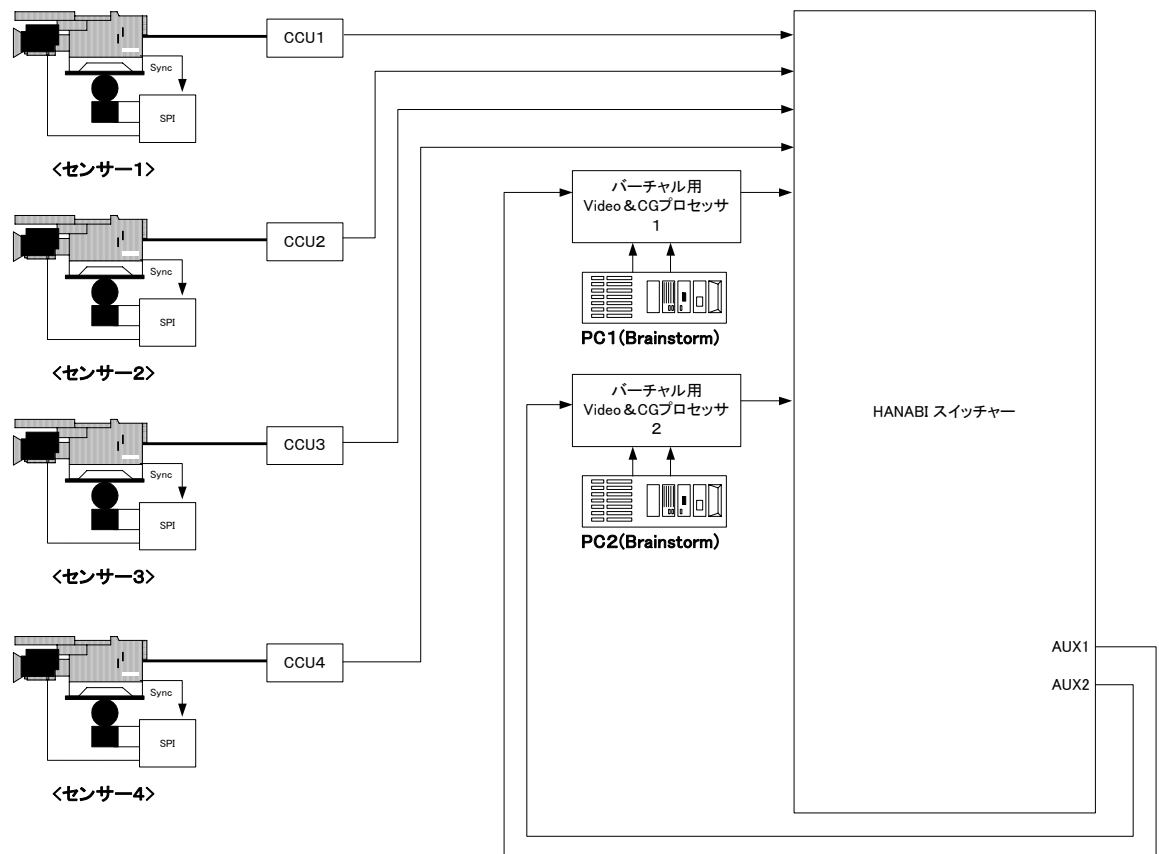 CCU1
Sync
SPI
<センサー1>
CCU2
Sync
SPI
<センサー2>
CCU3
Sync
SPI
<センサー3>
CCU4
Sync
SPI
<センサー4>
バーチャル用
Video&CGプロセッサ
1
PC1(Brainstorm)
バーチャル用
Video&CGプロセッサ
2
PC2(Brainstorm)
HANABI スイッチャー
AUX1
AUX2